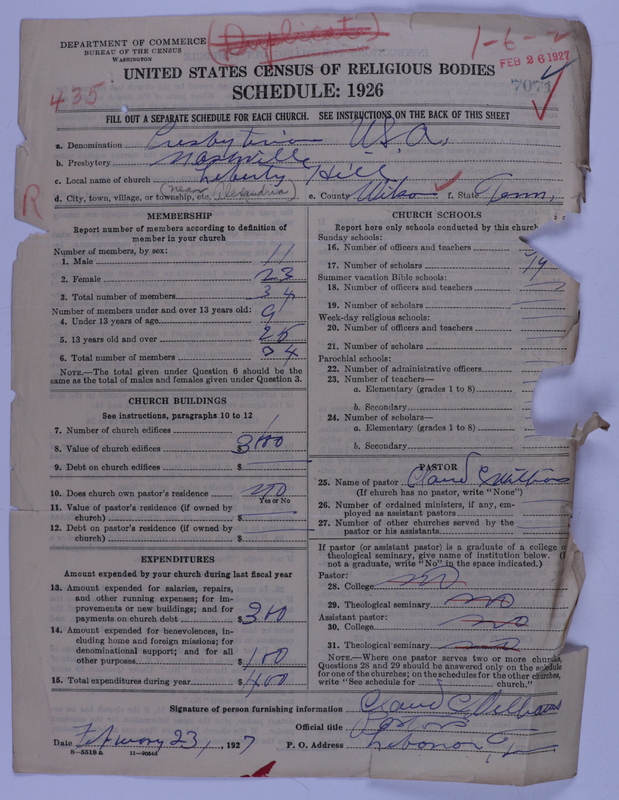 DEPARTMENT OF COMMERCE
BUREAU OF THE CENSUS
WASHINGTON
(Duplicate)
1-6-
FEB 26 1927
7071
435
UNITED STATES CENSUS OF RELIGIOUS BODIES
SCHEDULE: 1926
FILL OUT A SEPARATE SCHEDULE FOR EACH CHURCH. SEE INSTRUCTIONS ON THE BACK OF THIS SHEET
a. Denomination Presbyterian U.S.A.
b. Presbytery Nashville
c. Local name of church Liberty Hill
R
d. City, town, village, or township, etc. (near Alexandria) e. County Wilson f. State Tenn.
MEMBERSHIP
Report number of members according to definition of
member in your church
Number of members, by sex:
1. Male 11
2. Female 23
3. Total number of members 34
Number of members under and over 13 years old:
4. Under 13 years of age 9
5. 13 years old and over 25
6. Total number of members 34
NOTE.—The total given under Question 6 should be
same as the total of males and females given under Question 3.
CHURCH BUILDINGS
See instructions, paragraphs 10 to 12
7. Number of church edifices 1
8. Value of church edifices 3
9. Debt on church edifices $
10. Does church own pastor's residence no
Yes or No
11. Value of pastor's residence (if owned by
church) $
12. Debt on pastor's residence (if owned by
church) $
EXPENDITURES
Amount expended by your church during last fiscal year
13. Amount expended for salaries, repairs,
and other running expenses; for im-
provements or new buildings; and for
payments on church debt $300
14. Amount expended for benevolences, in-
cluding home and foreign missions; for
denominational support; and for all
other purposes $100
15. Total expenditures during year $400
CHURCH SCHOOLS
Report here only schools conducted by this church
Sunday schools:
16. Number of officers and teachers
17. Number of scholars
Summer vacation Bible schools:
18. Number of officers and teachers
19. Number of scholars
Week-day religious schools:
20. Number of officers and teachers
21. Number of scholars
Parochial schools:
22. Number of administrative officers
23. Number of teachers—
a. Elementary (grades 1 to 8)
b. Secondary
24. Number of scholars—
a. Elementary (grades 1 to 8)
b. Secondary
PASTOR
25. Name of pastor Claud C Williams
(If church has no pastor, write "None")
26. Number of ordained ministers, if any, em-
ployed as assistant pastors
27. Number of other churches served by the
pastor or his assistants
If pastor (or assistant pastor) is a graduate of a college o
theological seminary, give name of institution below. (I
not a graduate, write "No" in the space indicated.)
Pastor:
28. College no
29. Theological seminary no
Assistant pastor:
30. College no
31. Theological seminary no
NOTE.—Where one pastor serves two or more churches,
Questions 28 and 29 should be answered only on the schedule
for one of the churches; on the schedules for the other churches,
write "See schedule for church."
Signature of person furnishing information Claud C Williams
Official title Pastor
Date February 23, 1927 P. O. Address Lebanon
8—5518 a